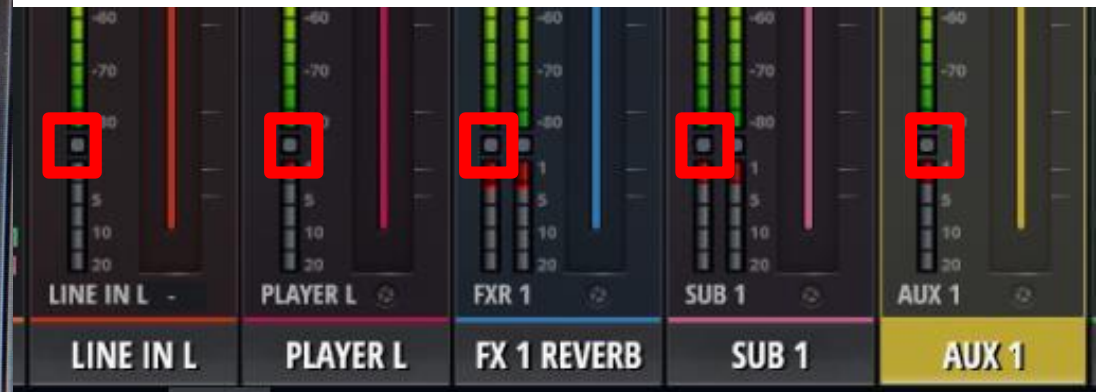 -60 -60 -60 -60 -60
-70 -70 -70 -70 -70
-80 -80
1 1
5 5 5 5 5
10 10 10 10 10
20 20 20 20 20
LINE IN L - PLAYER L FXR 1 SUB 1 AUX 1
LINE IN L PLAYER L FX 1 REVERB SUB 1 AUX 1